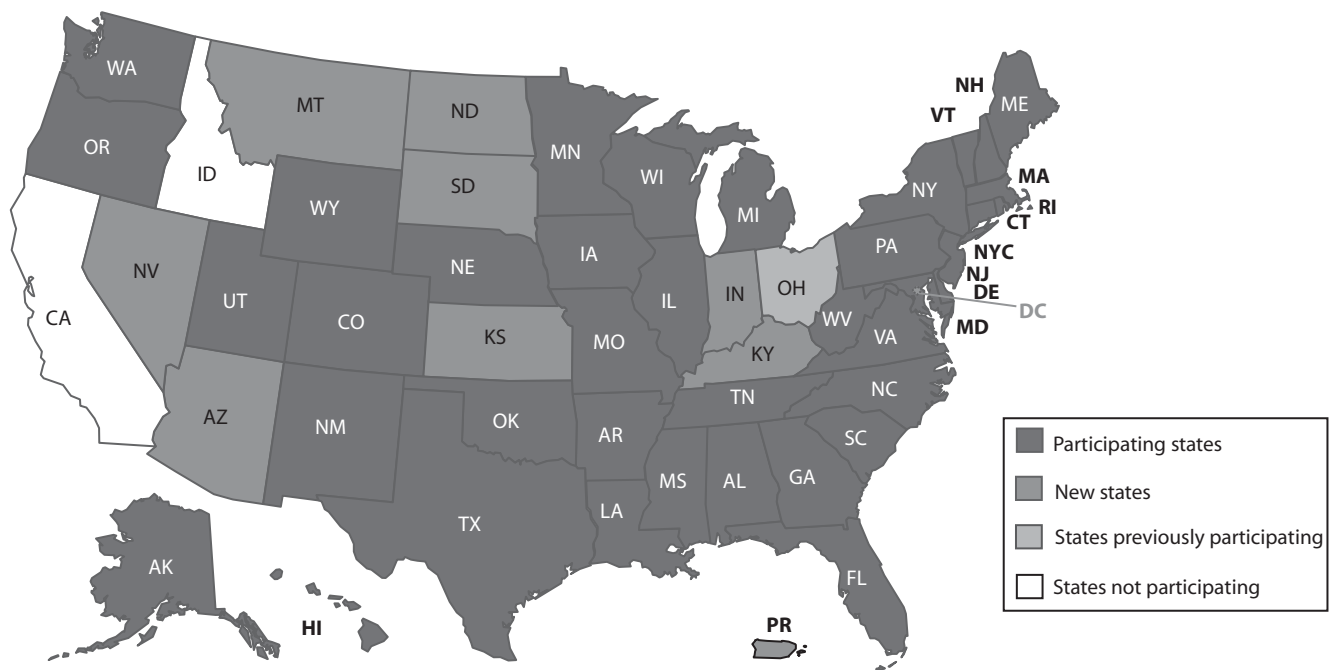 WA
MT
ND
MN
OR
ID
SD
WI
MI
NY
VT
NH
ME
MA
RI
CT
NYC
NJ
DE
DC
MD
WY
NV
UT
NE
IA
PA
CA
CO
KS
IL
IN
OH
WV
VA
MO
KY
AZ
NM
OK
AR
TN
NC
SC
MS
AL
GA
TX
LA
FL
AK
HI
PR
Participating states
New states
States previously participating
States not participating